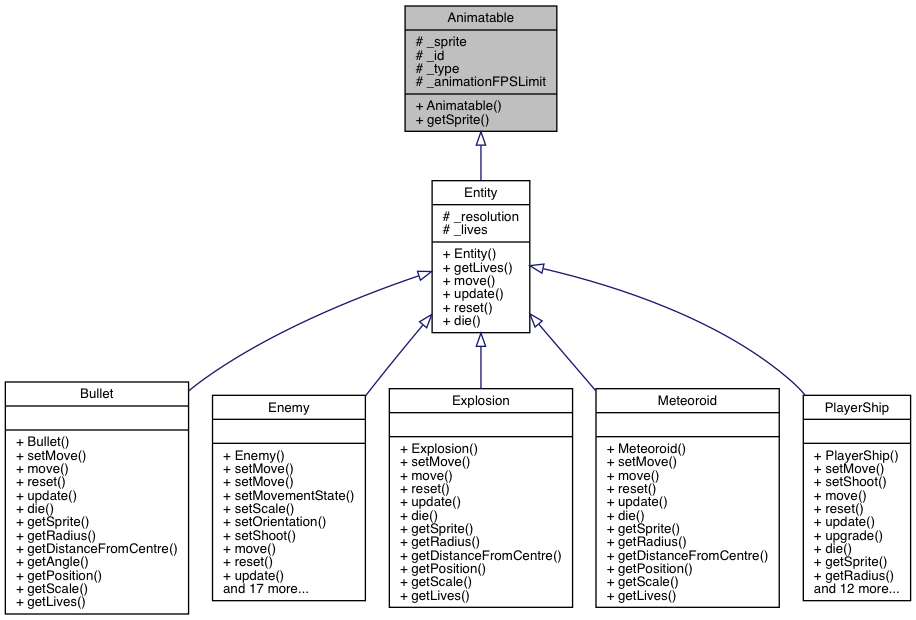 Animatable
# _sprite
# _id
# _type
# _animationFPSLimit
+ Animatable()
+ getSprite()
Entity
# _resolution
# _lives
+ Entity()
+ getLives()
+ move()
+ update()
+ reset()
+ die()
Bullet
+ Bullet()
+ setMove()
+ move()
+ reset()
+ update()
+ die()
+ getSprite()
+ getRadius()
+ getDistanceFromCentre()
+ getAngle()
+ getPosition()
+ getScale()
+ getLives()
Enemy
+ Enemy()
+ setMove()
+ setMove()
+ setMovementState()
+ setScale()
+ setOrientation()
+ setShoot()
+ move()
+ reset()
+ update()
and 17 more...
Explosion
+ Explosion()
+ setMove()
+ move()
+ reset()
+ update()
+ die()
+ getSprite()
+ getRadius()
+ getDistanceFromCentre()
+ getPosition()
+ getScale()
+ getLives()
Meteoroid
+ Meteoroid()
+ setMove()
+ move()
+ reset()
+ update()
+ die()
+ getSprite()
+ getRadius()
+ getDistanceFromCentre()
+ getPosition()
+ getScale()
+ getLives()
PlayerShip
+ PlayerShip()
+ setMove()
+ setShoot()
+ move()
+ reset()
+ update()
+ upgrade()
+ die()
+ getSprite()
+ getRadius()
and 12 more...